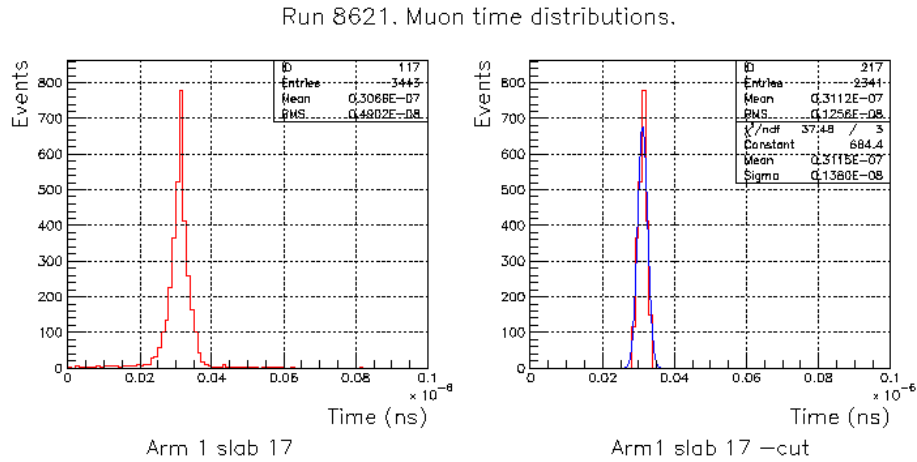 Run 8621. Muon time distributions.
Events
800
700
600
500
400
300
200
100
0
ID 117
Entries 3443
Mean 0.3068E-07
RMS 0.4902E-08
0 0.02 0.04 0.06 0.08 0.1
× 10 -6
Time (ns)
Arm 1 slab 17
Events
800
700
600
500
400
300
200
100
0
ID 217
Entries 2341
Mean 0.3112E-07
RMS 0.1256E-08
χ²/ndf 37.48 / 3
Constant 684.4
Mean 0.3115E-07
Sigma 0.1380E-08
0 0.02 0.04 0.06 0.08 0.1
× 10 -6
Time (ns)
Arm1 slab 17 –cut